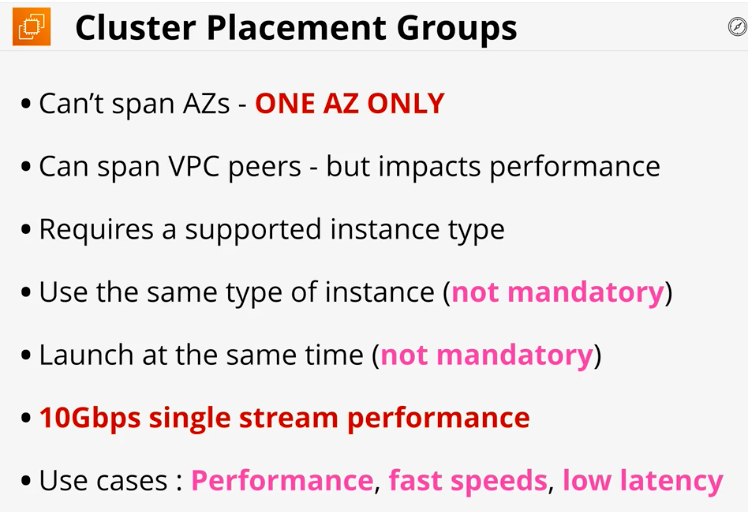 Cluster Placement Groups
• Can't span AZs - ONE AZ ONLY
• Can span VPC peers - but impacts performance
• Requires a supported instance type
• Use the same type of instance (not mandatory)
• Launch at the same time (not mandatory)
• 10Gbps single stream performance
• Use cases : Performance, fast speeds, low latency